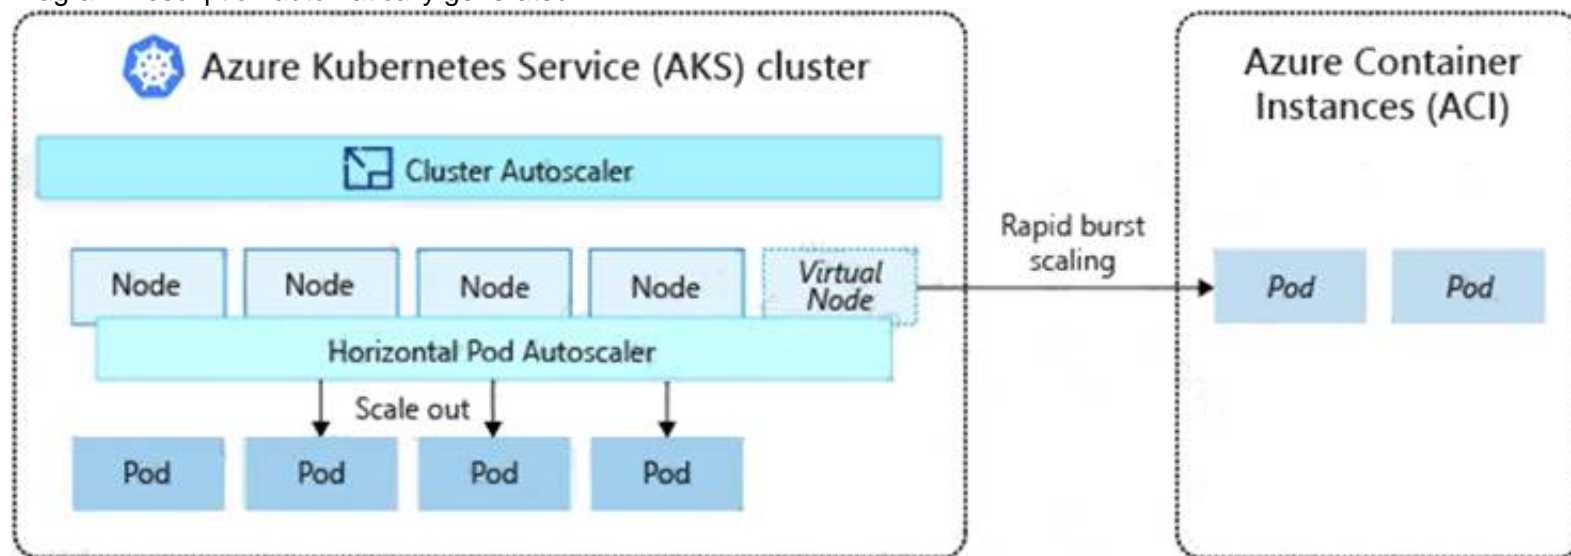 Azure Kubernetes Service (AKS) cluster
Azure Container
Instances (ACI)
Cluster Autoscaler
Node
Node
Node
Node
Virtual
Node
Rapid burst
scaling
Pod
Pod
Horizontal Pod Autoscaler
Scale out
Pod
Pod
Pod
Pod